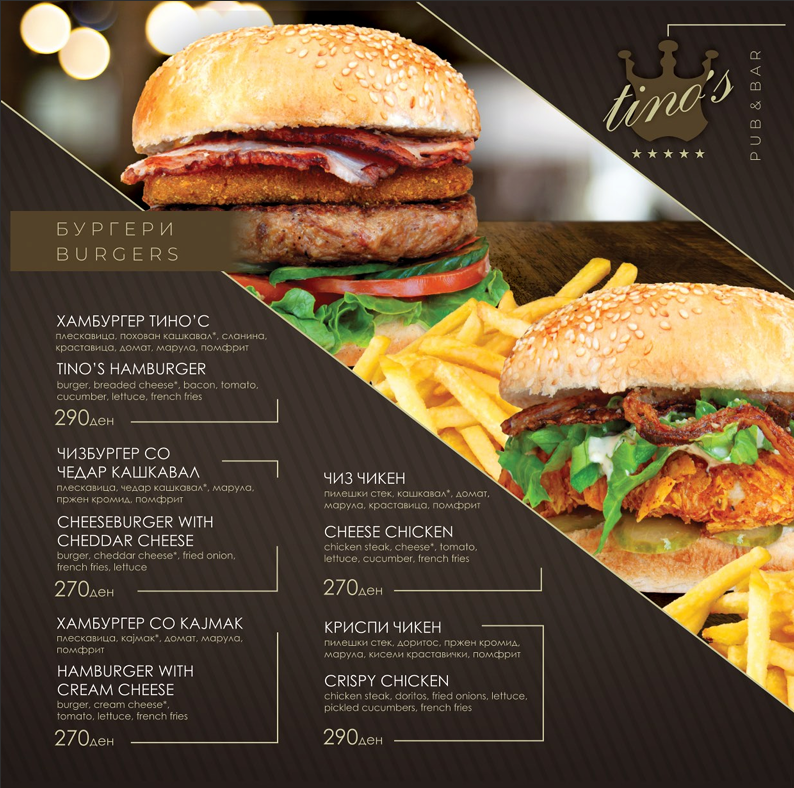 tino's
PUB & BAR
БУРГЕРИ
BURGERS
ХАМБУРГЕР ТИНО'С
плескавица, похован кашкавал*, сланина,
краставица, домат, марула, помфрит
TINO'S HAMBURGER
burger, breaded cheese*, bacon, tomato,
cucumber, lettuce, french fries
290ден
ЧИЗБУРГЕР СО
ЧЕДАР КАШКАВАЛ
плескавица, чедар кашкавал*, марула,
пржен кромид, помфрит
CHEESEBURGER WITH
CHEDDAR CHEESE
burger, cheddar cheese*, fried onion,
french fries, lettuce
270ден
ХАМБУРГЕР СО КАЈМАК
плескавица, кајмак*, домат, марула,
помфрит
HAMBURGER WITH
CREAM CHEESE
burger, cream cheese*,
tomato, lettuce, french fries
270ден
ЧИЗ ЧИКЕН
пилешки стек, кашкавал*, домат,
марула, краставица, помфрит
CHEESE CHICKEN
chicken steak, cheese*, tomato,
lettuce, cucumber, french fries
270ден
КРИСПИ ЧИКЕН
пилешки стек, доритос, пржен кромид,
марула, кисели краставички, помфрит
CRISPY CHICKEN
chicken steak, doritos, fried onions, lettuce,
pickled cucumbers, french fries
290ден